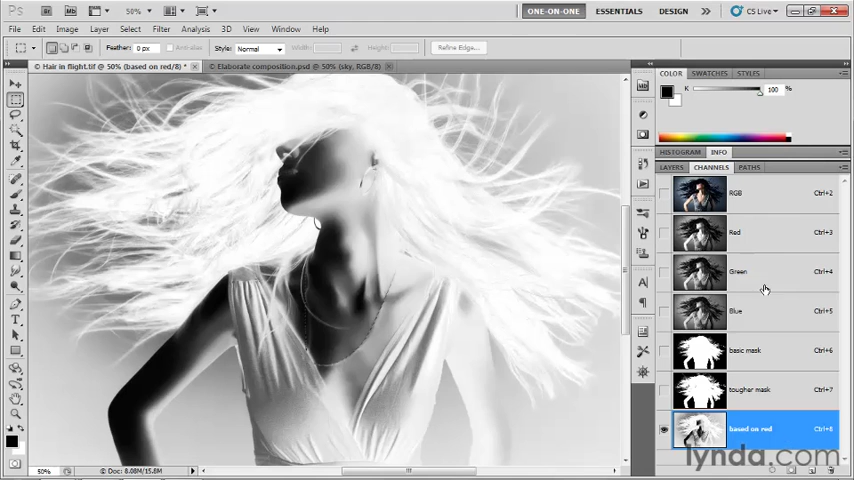 Ps Br Mb 50% ONE-ON-ONE ESSENTIALS DESIGN CS Live
File Edit Image Layer Select Filter Analysis 3D View Window Help
Feather: 0 px Anti-alias Style: Normal Width: Height: Refine Edge...
Hair in flight.tif @ 50% (based on red/8) * Elaborate composition.psd @ 50% (sky, RGB/8)
COLOR SWATCHES STYLES
K 100 %
HISTOGRAM INFO
LAYERS CHANNELS PATHS
RGB Ctrl+2
Red Ctrl+3
Green Ctrl+4
Blue Ctrl+5
basic mask Ctrl+6
tougher mask Ctrl+7
based on red Ctrl+8
lynda.com
50% Doc: 8.08M/15.8M